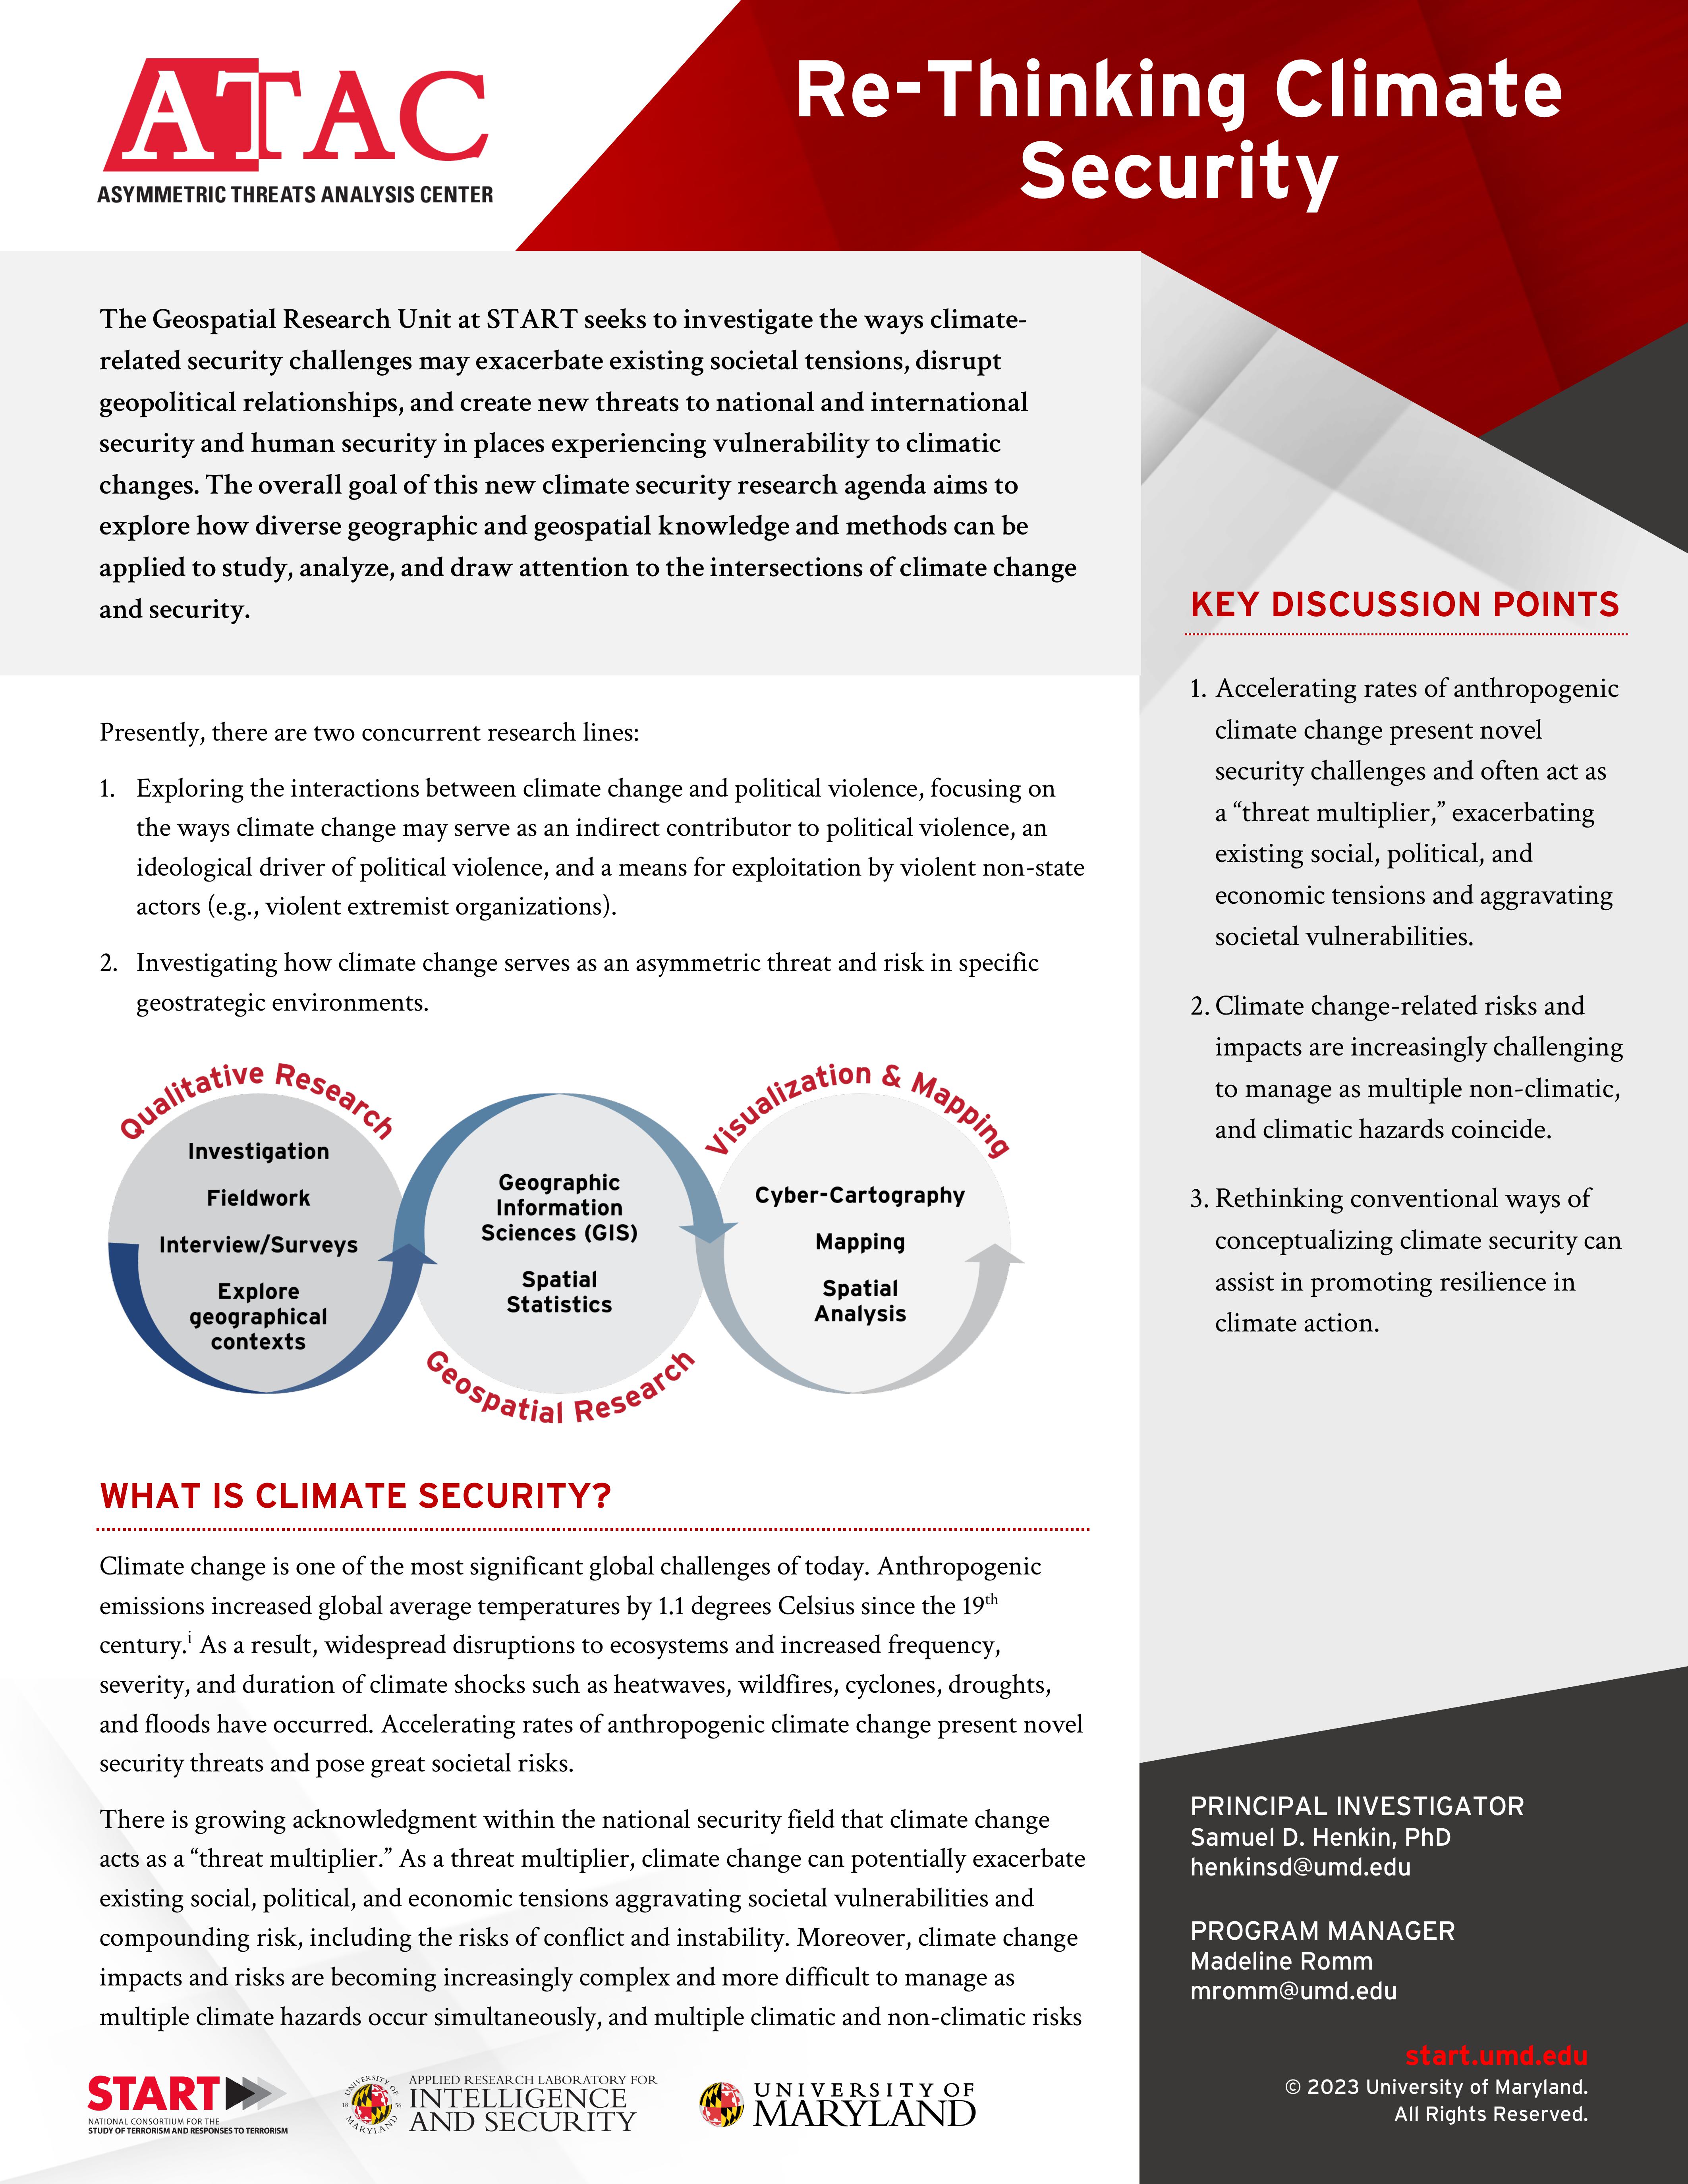 ATAC
ASYMMETRIC THREATS ANALYSIS CENTER
Re-Thinking Climate
Security
The Geospatial Research Unit at START seeks to investigate the ways climate-
related security challenges may exacerbate existing societal tensions, disrupt
geopolitical relationships, and create new threats to national and international
security and human security in places experiencing vulnerability to climatic
changes. The overall goal of this new climate security research agenda aims to
explore how diverse geographic and geospatial knowledge and methods can be
applied to study, analyze, and draw attention to the intersections of climate change
and security.
Presently, there are two concurrent research lines:
1. Exploring the interactions between climate change and political violence, focusing on
the ways climate change may serve as an indirect contributor to political violence, an
ideological driver of political violence, and a means for exploitation by violent non-state
actors (e.g., violent extremist organizations).
2. Investigating how climate change serves as an asymmetric threat and risk in specific
geostrategic environments.
Qualitative Research
Investigation
Fieldwork
Interview/Surveys
Explore
geographical
contexts
Geographic
Information
Sciences (GIS)
Spatial
Statistics
Geospatial Research
Visualization & Mapping
Cyber-Cartography
Mapping
Spatial
Analysis
WHAT IS CLIMATE SECURITY?
Climate change is one of the most significant global challenges of today. Anthropogenic
emissions increased global average temperatures by 1.1 degrees Celsius since the 19th
century.i As a result, widespread disruptions to ecosystems and increased frequency,
severity, and duration of climate shocks such as heatwaves, wildfires, cyclones, droughts,
and floods have occurred. Accelerating rates of anthropogenic climate change present novel
security threats and pose great societal risks.
There is growing acknowledgment within the national security field that climate change
acts as a “threat multiplier.” As a threat multiplier, climate change can potentially exacerbate
existing social, political, and economic tensions aggravating societal vulnerabilities and
compounding risk, including the risks of conflict and instability. Moreover, climate change
impacts and risks are becoming increasingly complex and more difficult to manage as
multiple climate hazards occur simultaneously, and multiple climatic and non-climatic risks
KEY DISCUSSION POINTS
1. Accelerating rates of anthropogenic
climate change present novel
security challenges and often act as
a “threat multiplier,” exacerbating
existing social, political, and
economic tensions and aggravating
societal vulnerabilities.
2. Climate change-related risks and
impacts are increasingly challenging
to manage as multiple non-climatic,
and climatic hazards coincide.
3. Rethinking conventional ways of
conceptualizing climate security can
assist in promoting resilience in
climate action.
PRINCIPAL INVESTIGATOR
Samuel D. Henkin, PhD
henkinsd@umd.edu
PROGRAM MANAGER
Madeline Romm
mromm@umd.edu
start.umd.edu
© 2023 University of Maryland.
All Rights Reserved.
START
NATIONAL CONSORTIUM FOR THE
STUDY OF TERRORISM AND RESPONSES TO TERRORISM
UNIVERSITY OF
18 56
MARYLAND
APPLIED RESEARCH LABORATORY FOR
INTELLIGENCE
AND SECURITY
UNIVERSITY OF
MARYLAND